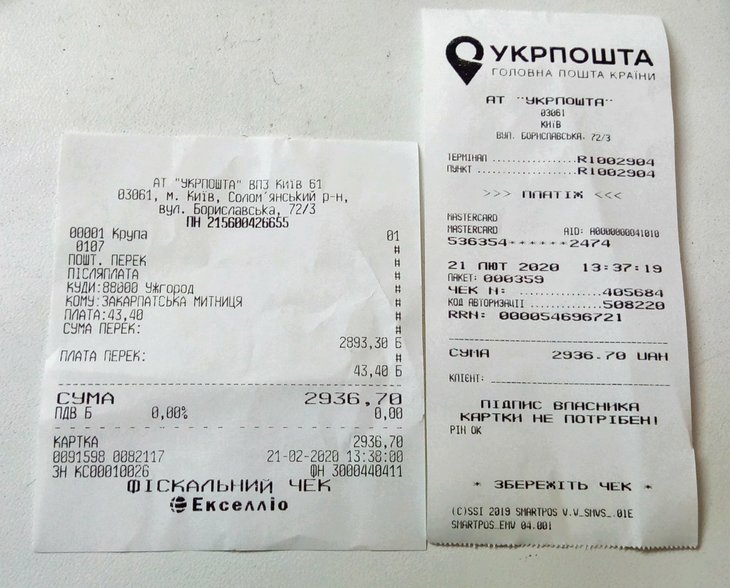 АТ "УКРПОШТА" ВПЗ КИЇВ 61
03061, м. Київ, Солом'янський р-н,
вул. Бориславська, 72/3
ПН 215600426655
00001 Крупа 01
0107 #
ПОШТ. ПЕРЕК #
ПІСЛЯПЛАТА #
КУДИ:88000 Ужгород #
КОМУ:ЗАКАРПАТСЬКА МИТНИЦЯ #
ПЛАТА:43,40 #
СУМА ПЕРЕК: #
2893,30 Б
ПЛАТА ПЕРЕК: #
43,40 Б
СУМА 2936,70
ПДВ Б 0,00% 0,00
КАРТКА 2936,70
0091598 0082117 21-02-2020 13:38:00
ЗН КС00010026 ФН 3000440411
ФІСКАЛЬНИЙ ЧЕК
Екселліо
УКРПОШТА
ГОЛОВНА ПОШТА КРАЇНИ
АТ "УКРПОШТА"
03061
КИЇВ
ВУЛ. БОРИСЛАВСЬКА, 72/3
ТЕРМІНАЛ ................R1002904
ПУНКТ ................R1002904
>>> ПЛАТІЖ <<<
MASTERCARD
MASTERCARD AID: A0000000041010
536354******2474
21 ЛЮТ 2020 13:37:19
ПАКЕТ: 000359
ЧЕК N: ................405684
КОД АВТОРИЗАЦІЇ ..........508220
RRN: 000054696721
СУМА 2936.70 UAH
КЛІЄНТ:
ПІДПИС ВЛАСНИКА
КАРТКИ НЕ ПОТРІБЕН!
PIN OK
* ЗБЕРЕЖІТЬ ЧЕК *
(C)SSI 2019 SMARTPOS V.V_SMVS_.01E
SMARTPOS_EMV 04.001